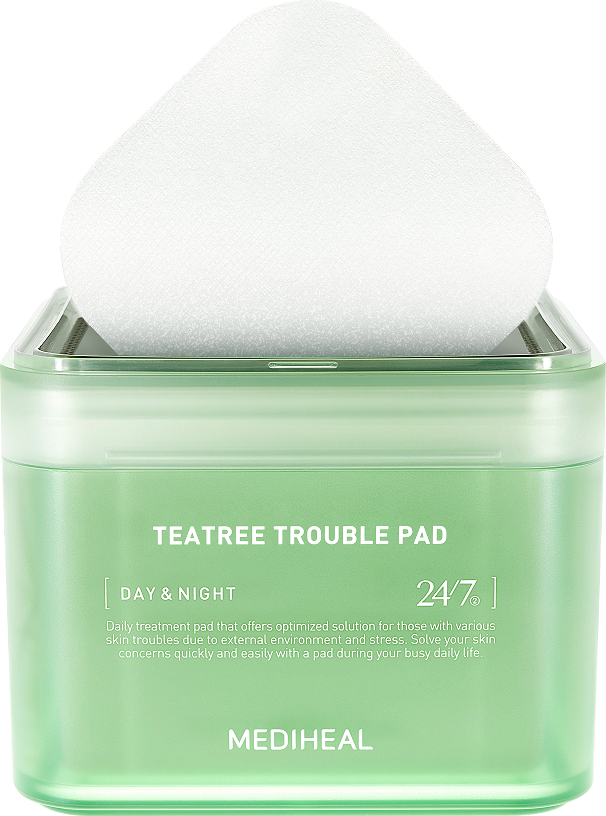 TEATREE TROUBLE PAD
[ DAY & NIGHT 24/7 ② ]
Daily treatment pad that offers optimized solution for those with various
skin troubles due to external environment and stress. Solve your skin
concerns quickly and easily with a pad during your busy daily life.
MEDIHEAL